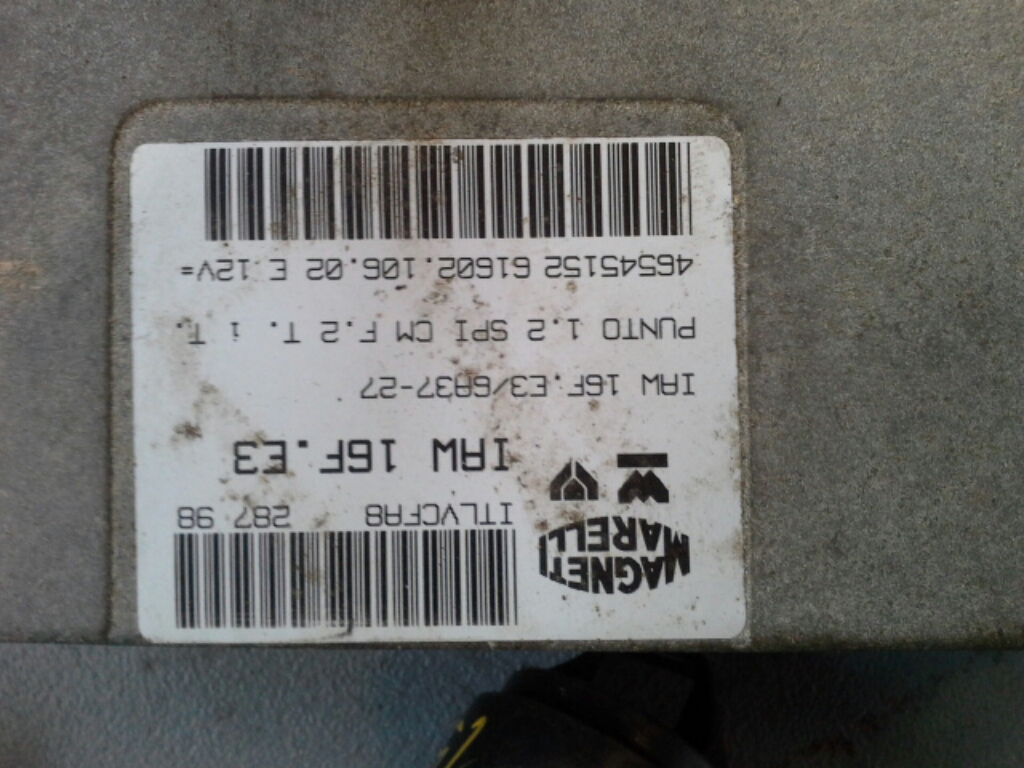 MAGNETI
MARELLI
ITLVCFA8 287 98
IAW 16F.E3
IAW 16F.E3/6A37-27
PUNTO 1.2 SPI CM F.2 T. i T.
46545152 61602.106.02 E 12V=